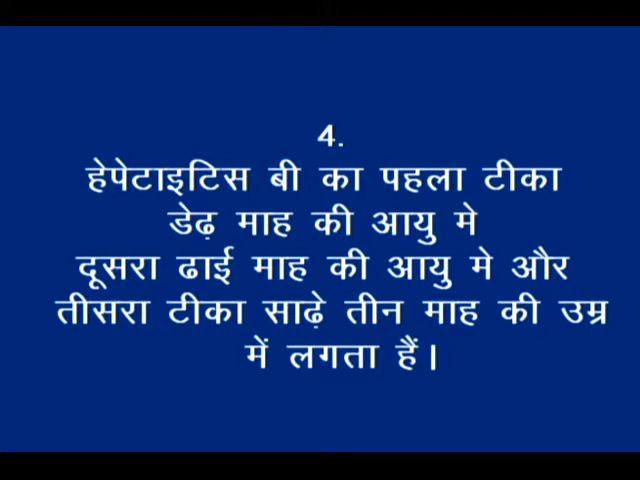 4.
हेपेटाइटिस बी का पहला टीका
डेढ़ माह की आयु मे
दूसरा ढाई माह की आयु मे और
तीसरा टीका साढ़े तीन माह की उम्र
में लगता हैं।